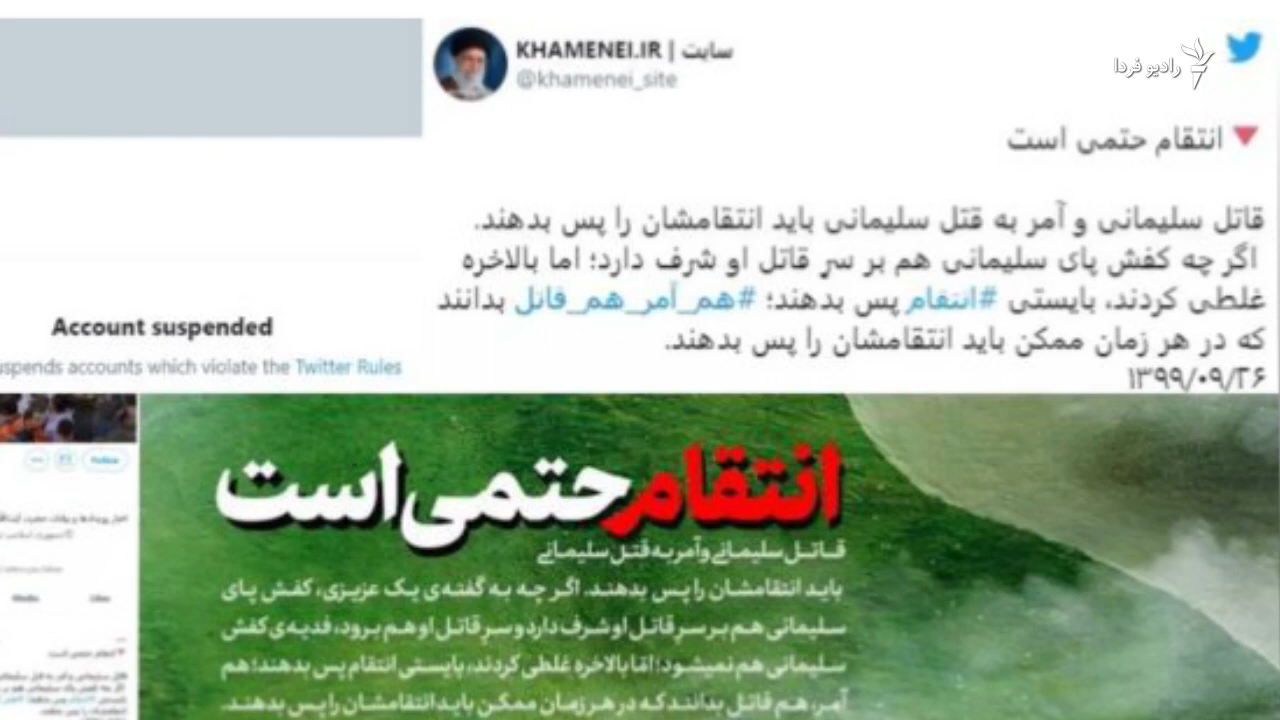 رادیو فردا
سایت | KHAMENEI.IR
@khamenei_site
انتقام حتمی است
قاتل سلیمانی و آمر به قتل سلیمانی باید انتقامشان را پس بدهند.
اگر چه کفش پای سلیمانی هم بر سرِ قاتل او شرف دارد؛ اما بالاخره
غلطی کردند، بایستی #انتقام پس بدهند؛ #هم_آمر_هم_قاتل بدانند
که در هر زمان ممکن باید انتقامشان را پس بدهند.
۱۳۹۹/۰۹/۲۶
Account suspended
uspends accounts which violate the Twitter Rules
Follow
Media Likes
انتقام حتمی است
قاتل سلیمانی و آمر به قتل سلیمانی
باید انتقامشان را پس بدهند. اگر چه به گفته‌ی یک عزیزی، کفش پای
سلیمانی هم بر سر قاتل او شرف دارد و سرِ قاتل او هم برود، فدیه‌ی کفش
سلیمانی هم نمیشود؛ امّا بالاخره غلطی کردند، بایستی انتقام پس بدهند؛ هم
آمر، هم قاتل بدانند که در هر زمان ممکن باید انتقامشان را پس بدهند.